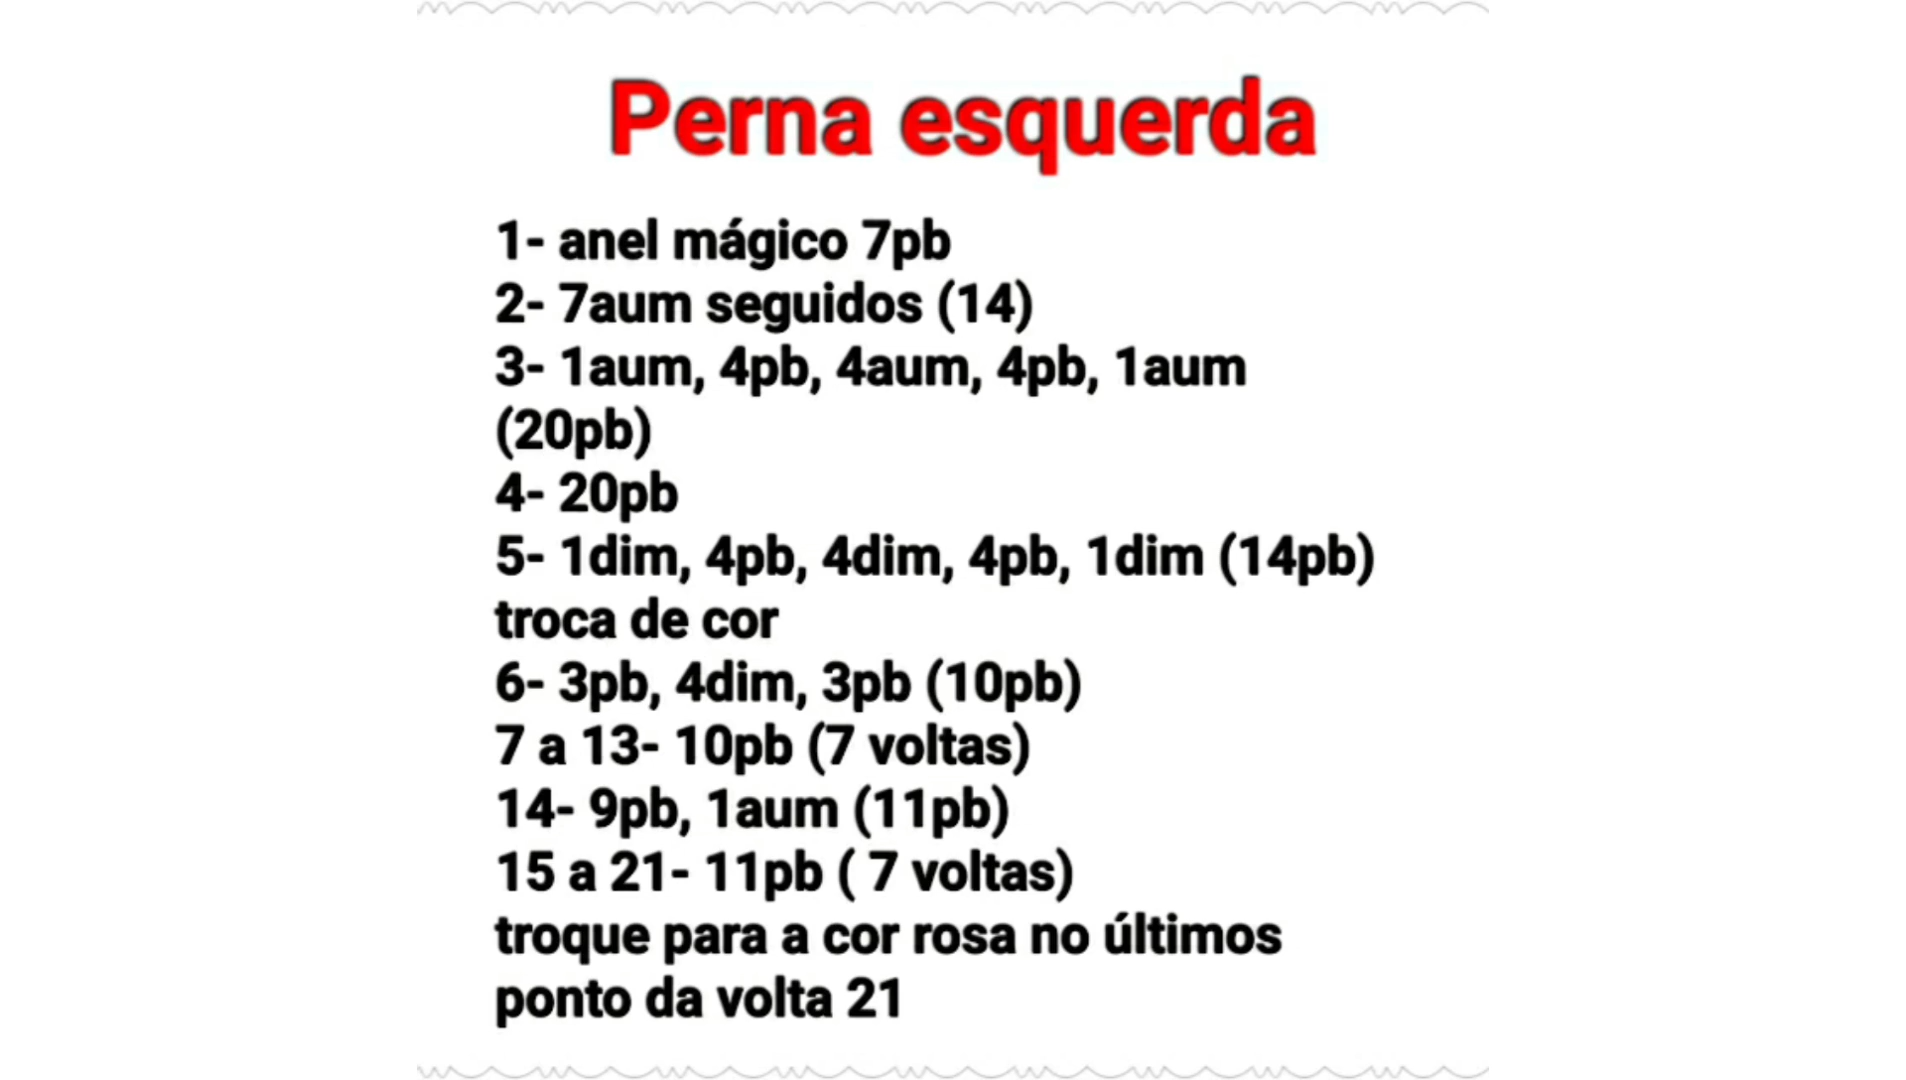 Perna esquerda
1- anel mágico 7pb
2- 7aum seguidos (14)
3- 1aum, 4pb, 4aum, 4pb, 1aum
(20pb)
4- 20pb
5- 1dim, 4pb, 4dim, 4pb, 1dim (14pb)
troca de cor
6- 3pb, 4dim, 3pb (10pb)
7 a 13- 10pb (7 voltas)
14- 9pb, 1aum (11pb)
15 a 21- 11pb ( 7 voltas)
troque para a cor rosa no últimos
ponto da volta 21